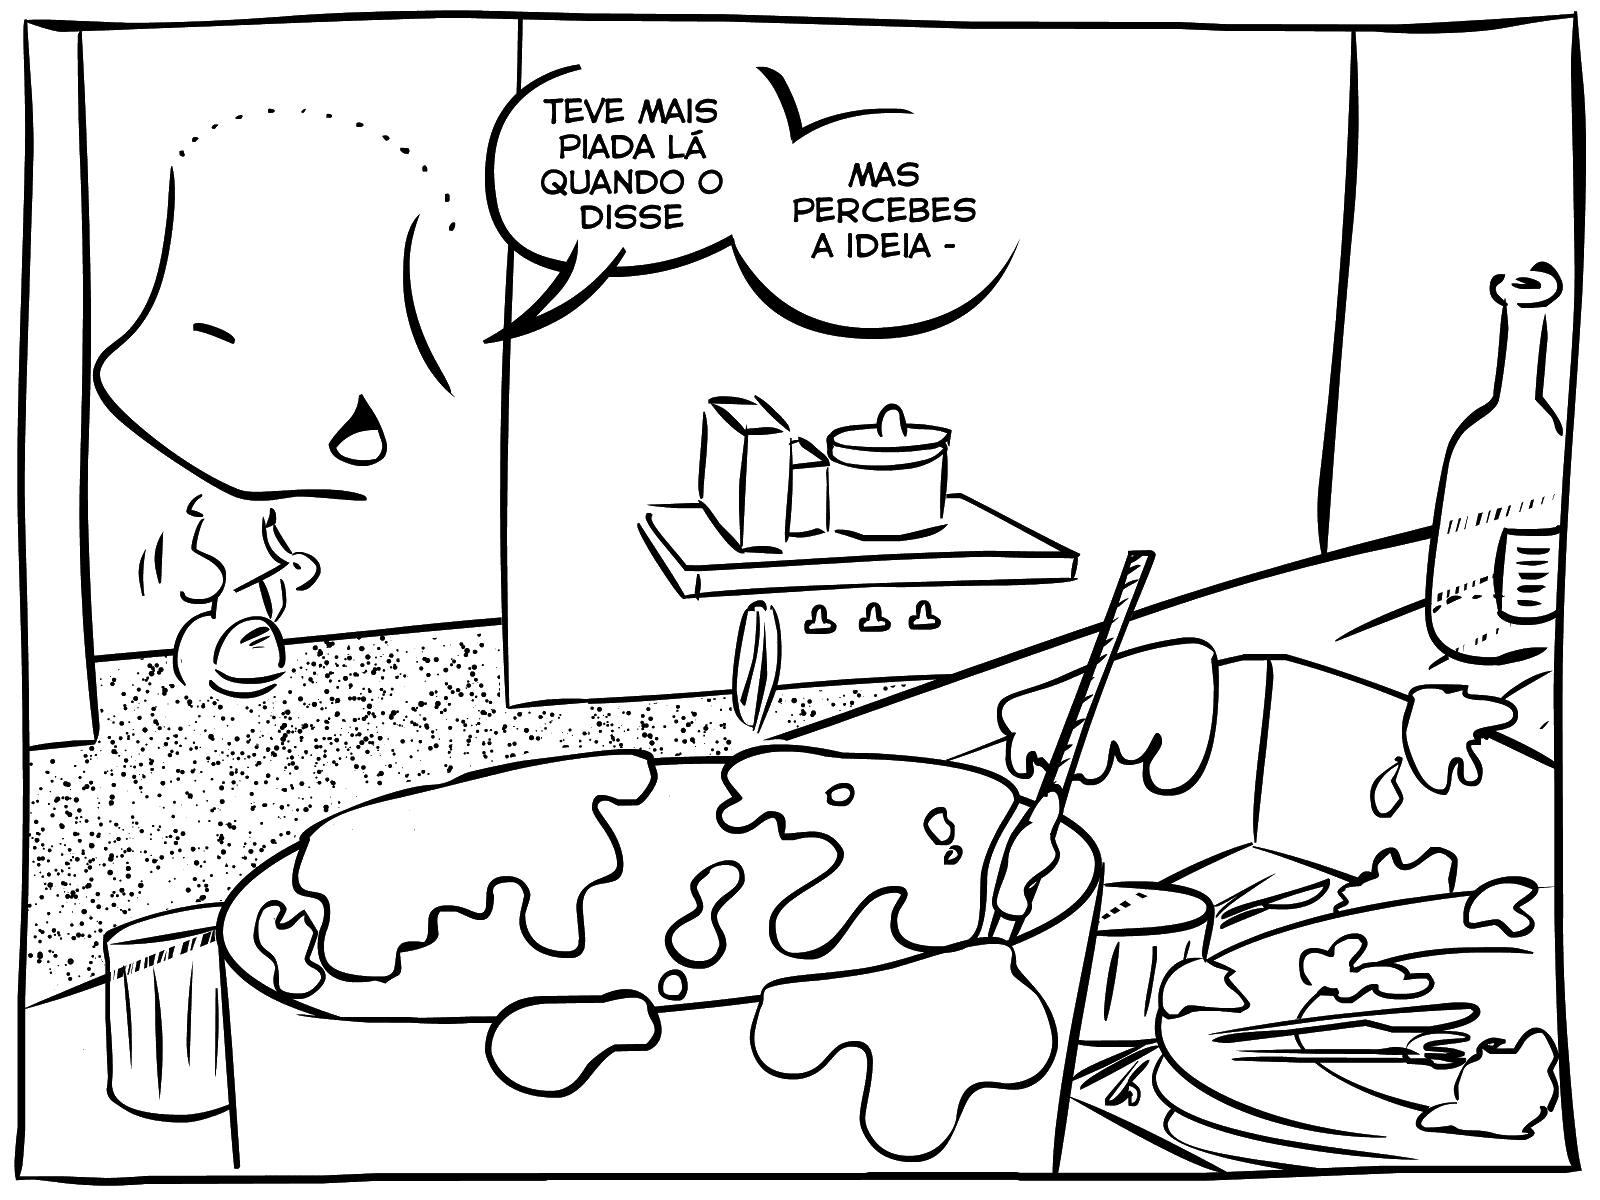 TEVE MAIS
PIADA LÁ
QUANDO O
DISSE
MAS
PERCEBES
A IDEIA -